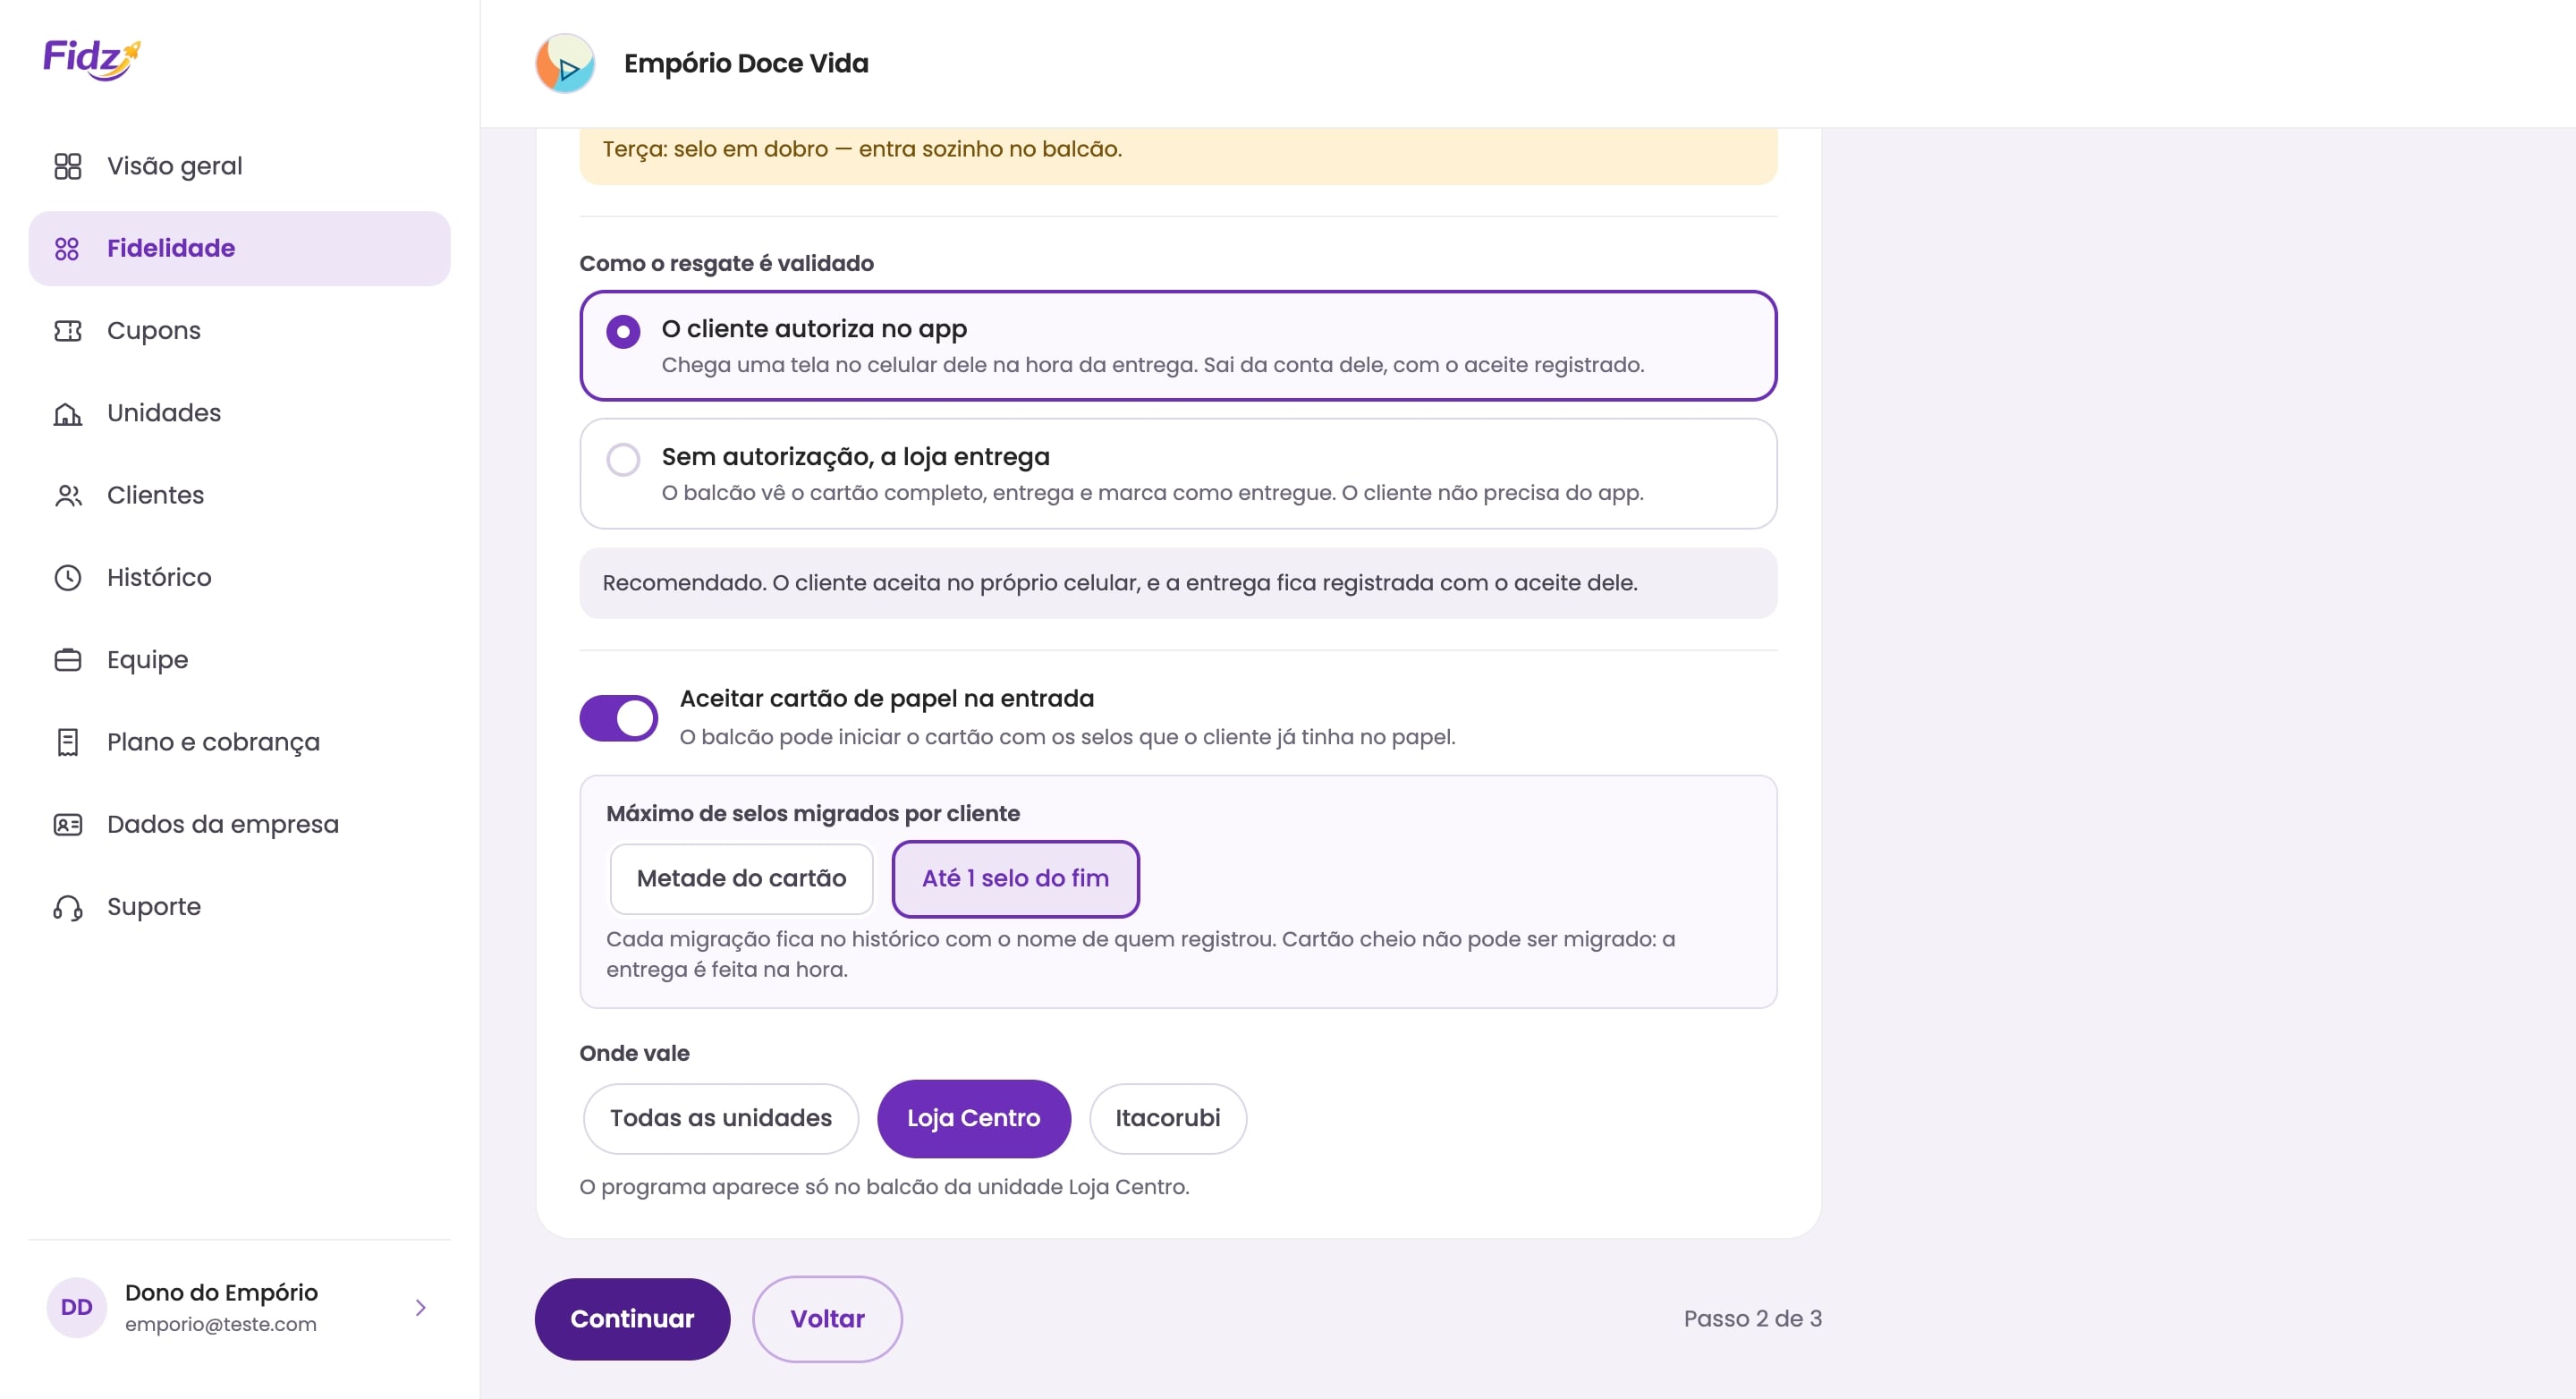 Fidz
Visão geral
Fidelidade
Cupons
Unidades
Clientes
Histórico
Equipe
Plano e cobrança
Dados da empresa
Suporte
DD
Dono do Empório
emporio@teste.com
Empório Doce Vida
Terça: selo em dobro — entra sozinho no balcão.
Como o resgate é validado
O cliente autoriza no app
Chega uma tela no celular dele na hora da entrega. Sai da conta dele, com o aceite registrado.
Sem autorização, a loja entrega
O balcão vê o cartão completo, entrega e marca como entregue. O cliente não precisa do app.
Recomendado. O cliente aceita no próprio celular, e a entrega fica registrada com o aceite dele.
Aceitar cartão de papel na entrada
O balcão pode iniciar o cartão com os selos que o cliente já tinha no papel.
Máximo de selos migrados por cliente
Metade do cartão
Até 1 selo do fim
Cada migração fica no histórico com o nome de quem registrou. Cartão cheio não pode ser migrado: a
entrega é feita na hora.
Onde vale
Todas as unidades
Loja Centro
Itacorubi
O programa aparece só no balcão da unidade Loja Centro.
Continuar
Voltar
Passo 2 de 3